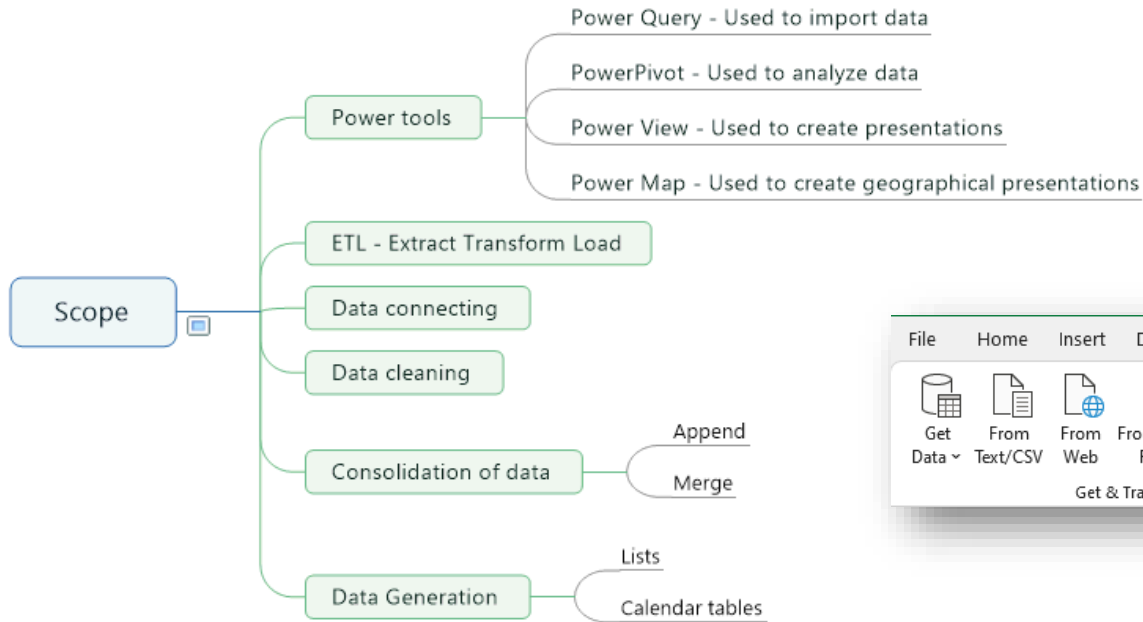 Power Query - Used to import data
PowerPivot - Used to analyze data
Power tools
Power View - Used to create presentations
Power Map - Used to create geographical presentations
ETL - Extract Transform Load
Scope
Data connecting
Data cleaning
Consolidation of data
Append
Merge
Data Generation
Lists
Calendar tables
File Home Insert
Get From From
Data Text/CSV Web
Get &